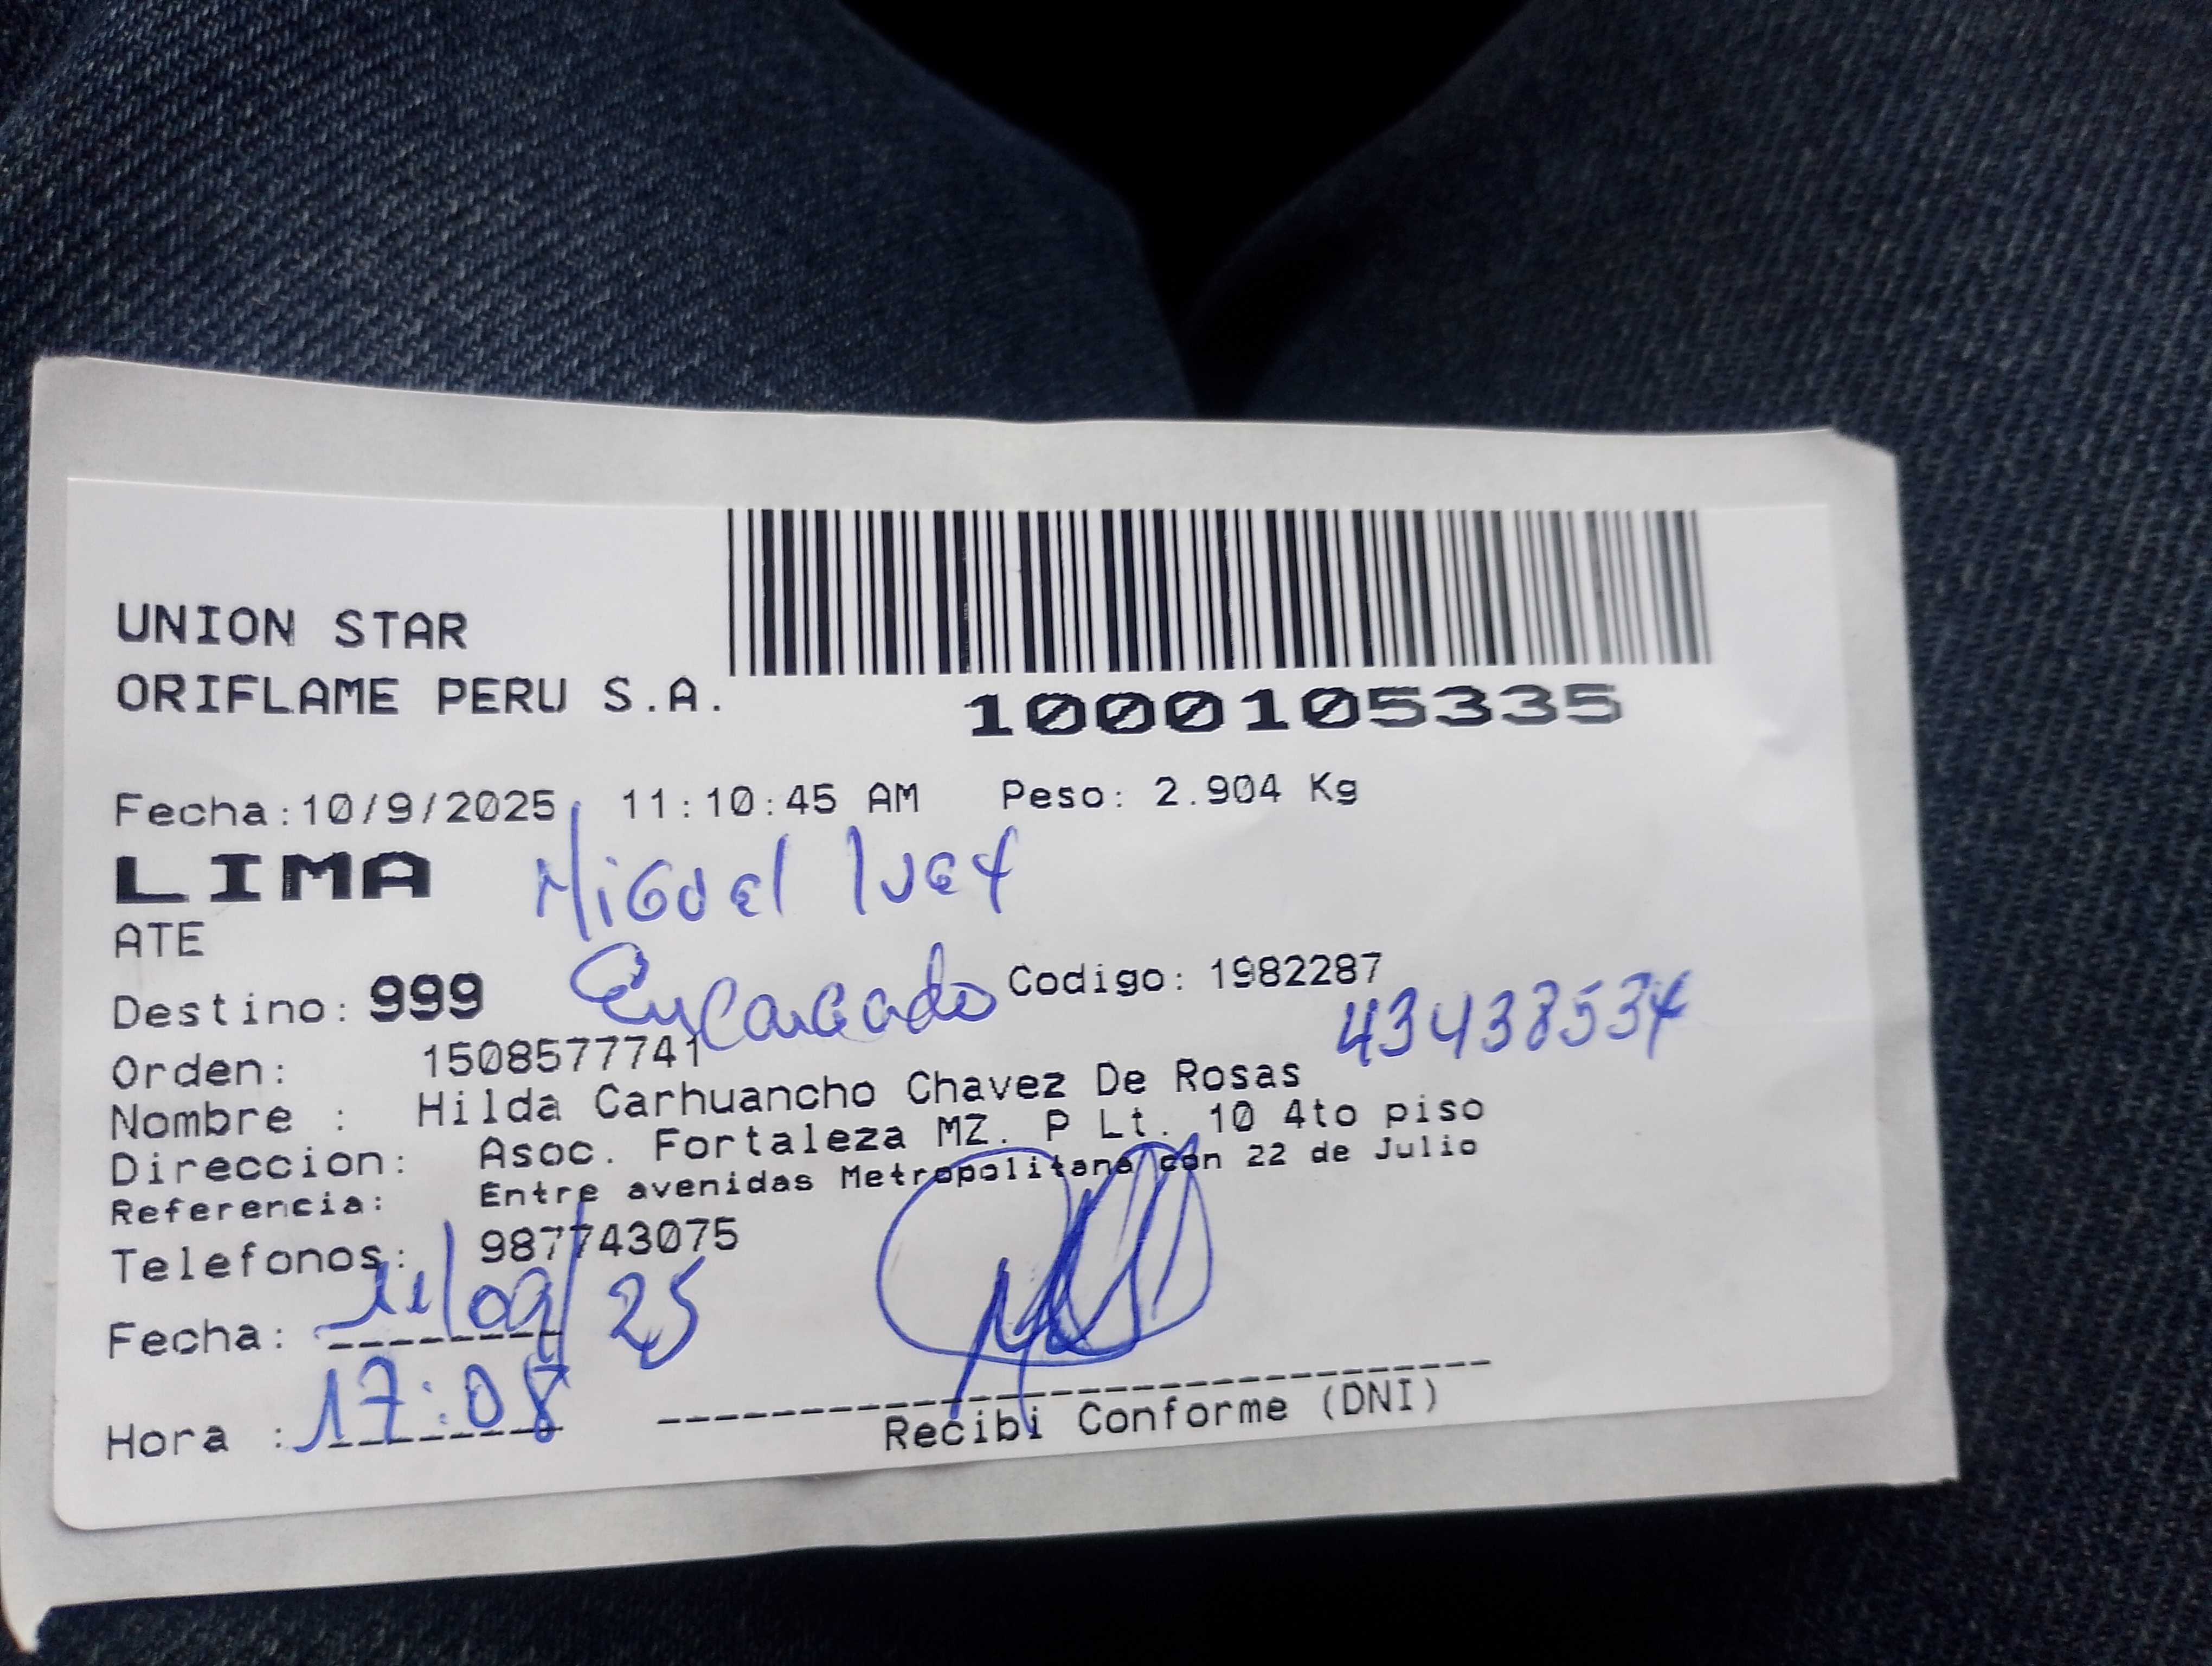 UNION STAR
ORIFLAME PERU S.A.
1000105335
Fecha:10/9/2025 11:10:45 AM Peso: 2.904 Kg
LIMA
Miguel
ATE
Destino: 999
Encargado
Codigo: 1982287
Orden: 1508577741
Nombre : Hilda Carhuancho Chavez De Rosas
Direccion: Asoc. Fortaleza MZ. P Lt. 10 4to piso
Referencia: Entre avenidas Metropolitana con 22 de Julio
Telefonos: 987743075
Fecha: 11/09/25
Hora : 17:08
Recibi Conforme (DNI)